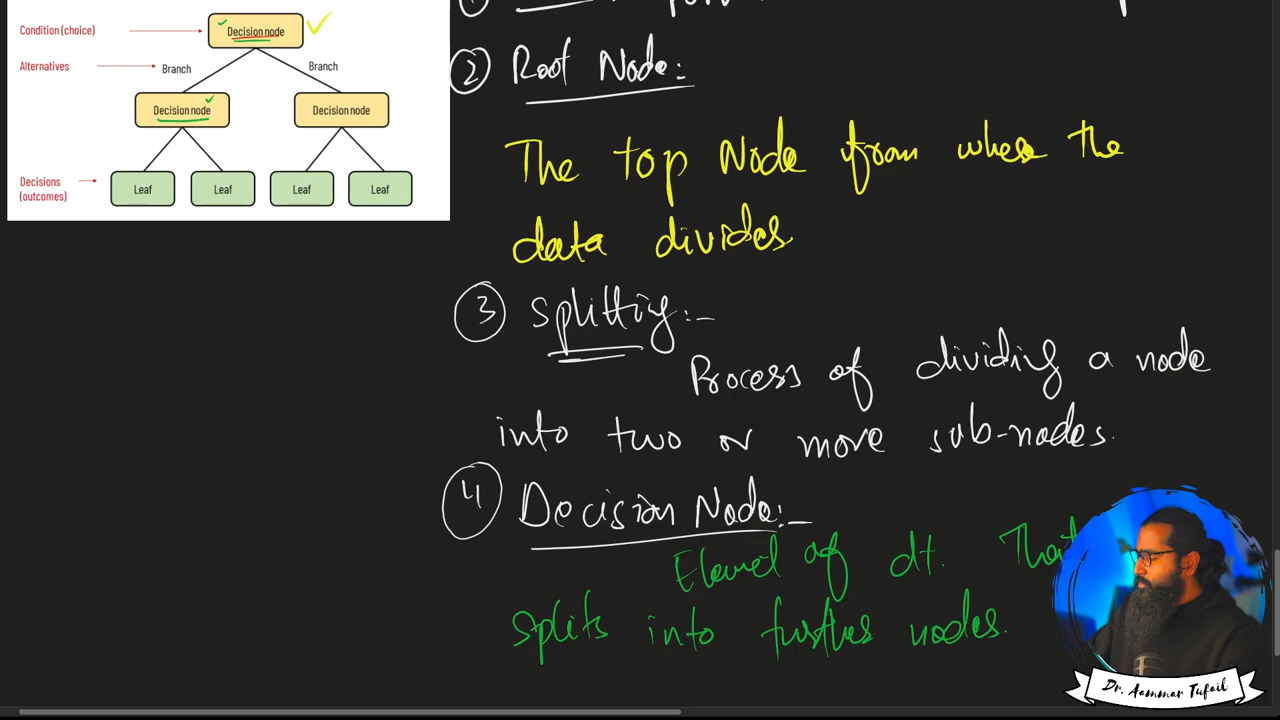 Condition (choice)
Decision node
Alternatives
Branch
Branch
Decision node
Decision node
Decisions
(outcomes)
Leaf
Leaf
Leaf
Leaf
② Root Node:
The top Node from where the
data divides.
③ Splitting:-
Process of dividing a node
into two or more sub-nodes.
④ Decision Node:-
of dt. That
splits into further nodes.
Dr. Aammar Tufail